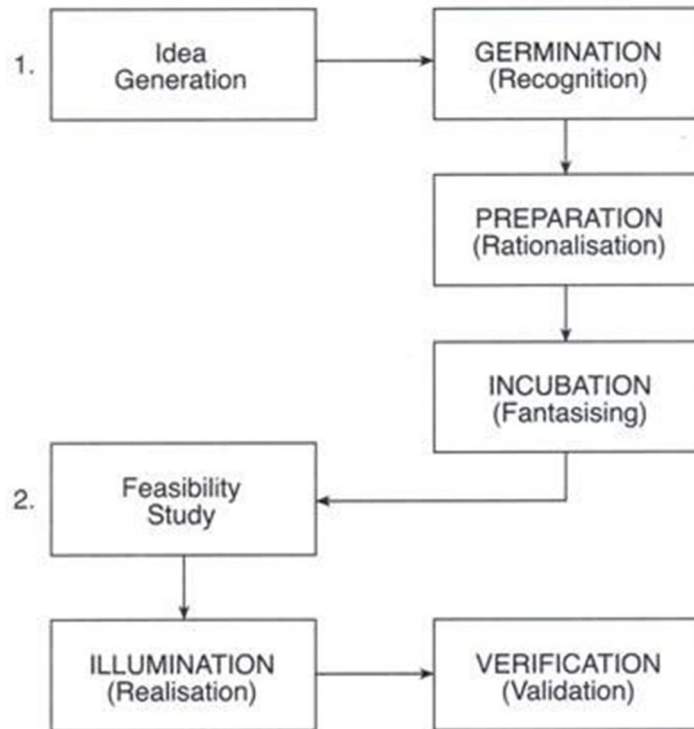 1.
Idea
Generation
GERMINATION
(Recognition)
PREPARATION
(Rationalisation)
INCUBATION
(Fantasising)
2.
Feasibility
Study
ILLUMINATION
(Realisation)
VERIFICATION
(Validation)